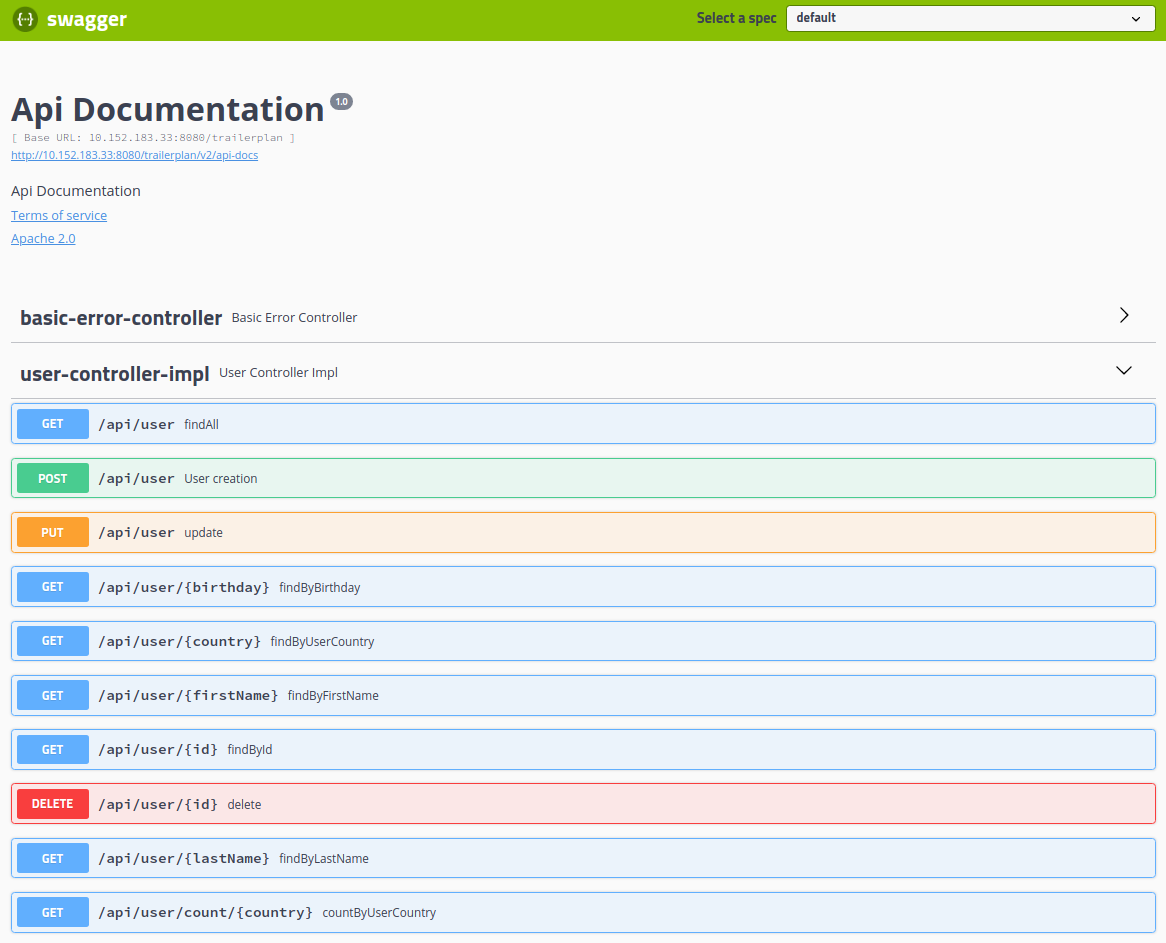 {...} swagger Select a spec default
Api Documentation 1.0
[ Base URL: 10.152.183.33:8080/trailerplan ]
http://10.152.183.33:8080/trailerplan/v2/api-docs
Api Documentation
Terms of service
Apache 2.0
basic-error-controller Basic Error Controller
user-controller-impl User Controller Impl
GET /api/user findAll
POST /api/user User creation
PUT /api/user update
GET /api/user/{birthday} findByBirthday
GET /api/user/{country} findByUserCountry
GET /api/user/{firstName} findByFirstName
GET /api/user/{id} findById
DELETE /api/user/{id} delete
GET /api/user/{lastName} findByLastName
GET /api/user/count/{country} countByUserCountry